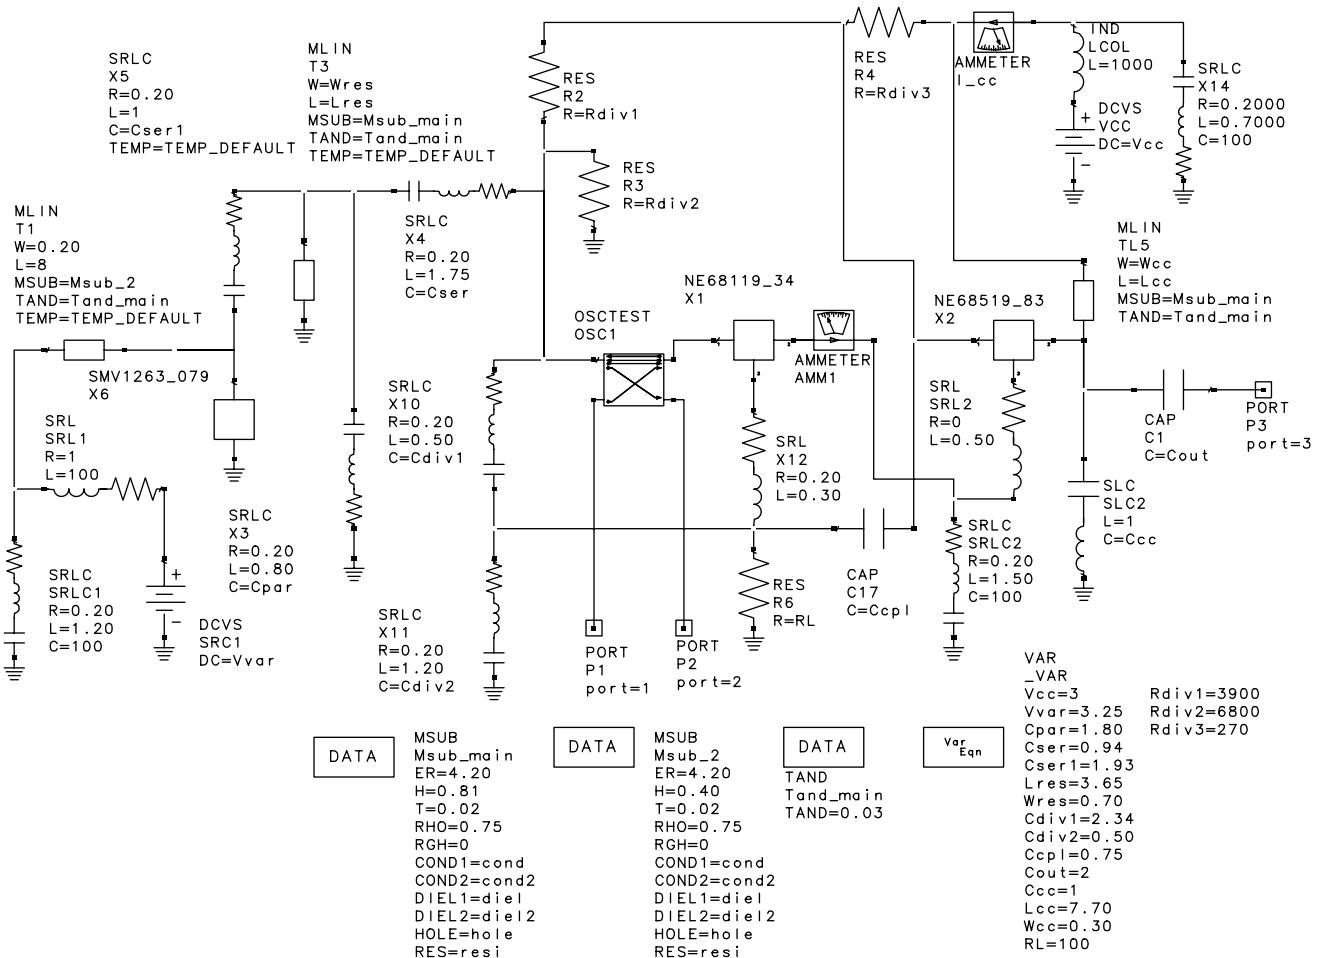 SRLC
X5
R=0.20
L=1
C=Cser1
TEMP=TEMP_DEFAULT
MLIN
T3
W=Wres
L=Lres
MSUB=Msub_main
TAND=Tand_main
TEMP=TEMP_DEFAULT
RES
R2
R=Rdiv1
RES
R4
R=Rdiv3
AMMETER
I_cc
IND
LCOL
L=1000
DCVS
VCC
DC=Vcc
+
-
SRLC
X14
R=0.2000
L=0.7000
C=100
RES
R3
R=Rdiv2
MLIN
T1
W=0.20
L=8
MSUB=Msub_2
TAND=Tand_main
TEMP=TEMP_DEFAULT
SRLC
X4
R=0.20
L=1.75
C=Cser
MLIN
TL5
W=Wcc
L=Lcc
MSUB=Msub_main
TAND=Tand_main
NE68119_34
X1
NE68519_83
X2
OSCTEST
OSC1
AMMETER
AMM1
SMV1263_079
X6
SRLC
X10
R=0.20
L=0.50
C=Cdiv1
SRL
SRL2
R=0
L=0.50
CAP
C1
C=Cout
PORT
P3
port=3
SRL
SRL1
R=1
L=100
SRL
X12
R=0.20
L=0.30
SLC
SLC2
L=1
C=Ccc
SRLC
X3
R=0.20
L=0.80
C=Cpar
SRLC
SRLC2
R=0.20
L=1.50
C=100
SRLC
SRLC1
R=0.20
L=1.20
C=100
+
-
DCVS
SRC1
DC=Vvar
SRLC
X11
R=0.20
L=1.20
C=Cdiv2
RES
R6
R=RL
CAP
C17
C=Ccpl
PORT
P1
port=1
PORT
P2
port=2
DATA
MSUB
Msub_main
ER=4.20
H=0.81
T=0.02
RHO=0.75
RGH=0
COND1=cond
COND2=cond2
DIEL1=diel
DIEL2=diel2
HOLE=hole
RES=resi
DATA
MSUB
Msub_2
ER=4.20
H=0.40
T=0.02
RHO=0.75
RGH=0
COND1=cond
COND2=cond2
DIEL1=diel
DIEL2=diel2
HOLE=hole
RES=resi
DATA
TAND
Tand_main
TAND=0.03
Var
Eqn
VAR
_VAR
Vcc=3
Vvar=3.25
Cpar=1.80
Cser=0.94
Cser1=1.93
Lres=3.65
Wres=0.70
Cdiv1=2.34
Cdiv2=0.50
Ccpl=0.75
Cout=2
Ccc=1
Lcc=7.70
Wcc=0.30
RL=100
Rdiv1=3900
Rdiv2=6800
Rdiv3=270